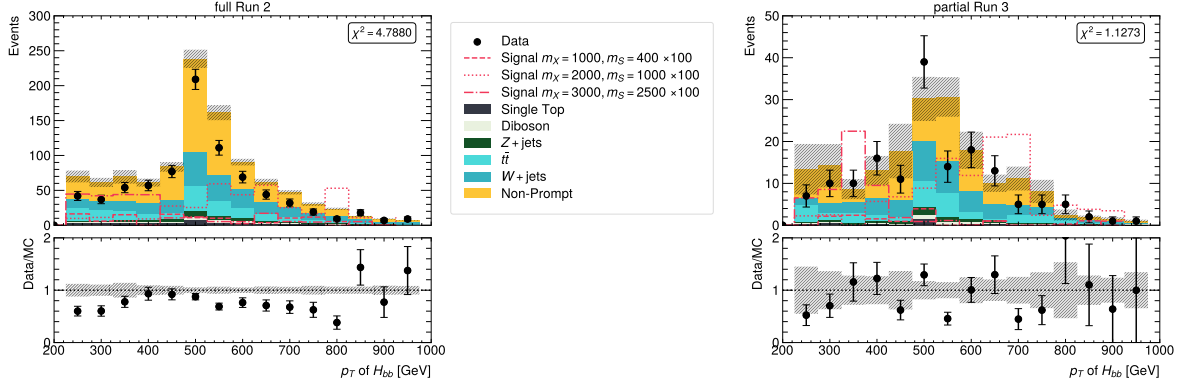 full Run 2
Events
300
250
200
150
100
50
0
χ² = 4.7880
Data/MC
2
1
0
200 300 400 500 600 700 800 900 1000
p_T of H_bb [GeV]
Data
Signal m_X = 1000, m_S = 400 ×100
Signal m_X = 2000, m_S = 1000 ×100
Signal m_X = 3000, m_S = 2500 ×100
Single Top
Diboson
Z + jets
tt̄
W + jets
Non-Prompt
partial Run 3
Events
50
40
30
20
10
0
χ² = 1.1273
Data/MC
2
1
0
200 300 400 500 600 700 800 900 1000
p_T of H_bb [GeV]